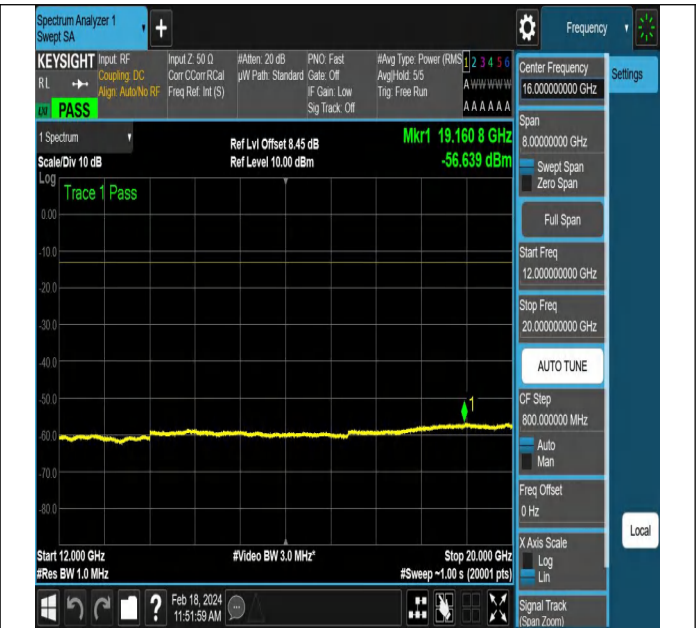 Spectrum Analyzer 1
Swept SA
+
Frequency
KEYSIGHT
RL
PASS
Input: RF
Coupling: DC
Align: Auto/No RF
Input Z: 50 Ω
Corr CCorr RCal
Freq Ref: Int (S)
#Atten: 20 dB
µW Path: Standard
PNO: Fast
Gate: Off
IF Gain: Low
Sig Track: Off
#Avg Type: Power (RMS
Avg|Hold: 5/5
Trig: Free Run
1 2 3 4 5 6
A W W W W W
A A A A A A
Center Frequency
16.000000000 GHz
Settings
Span
8.00000000 GHz
Swept Span
Zero Span
Full Span
Start Freq
12.000000000 GHz
Stop Freq
20.000000000 GHz
AUTO TUNE
CF Step
800.000000 MHz
Auto
Man
Freq Offset
0 Hz
X Axis Scale
Log
Lin
Signal Track
(Span Zoom)
Local
1 Spectrum
Scale/Div 10 dB
Log
Ref Lvl Offset 8.45 dB
Ref Level 10.00 dBm
Mkr1 19.160 8 GHz
-56.639 dBm
Trace 1 Pass
0.00
-10.0
-20.0
-30.0
-40.0
-50.0
-60.0
-70.0
-80.0
1
Start 12.000 GHz
#Res BW 1.0 MHz
#Video BW 3.0 MHz*
Stop 20.000 GHz
#Sweep ~1.00 s (20001 pts)
?
Feb 18, 2024
11:51:59 AM